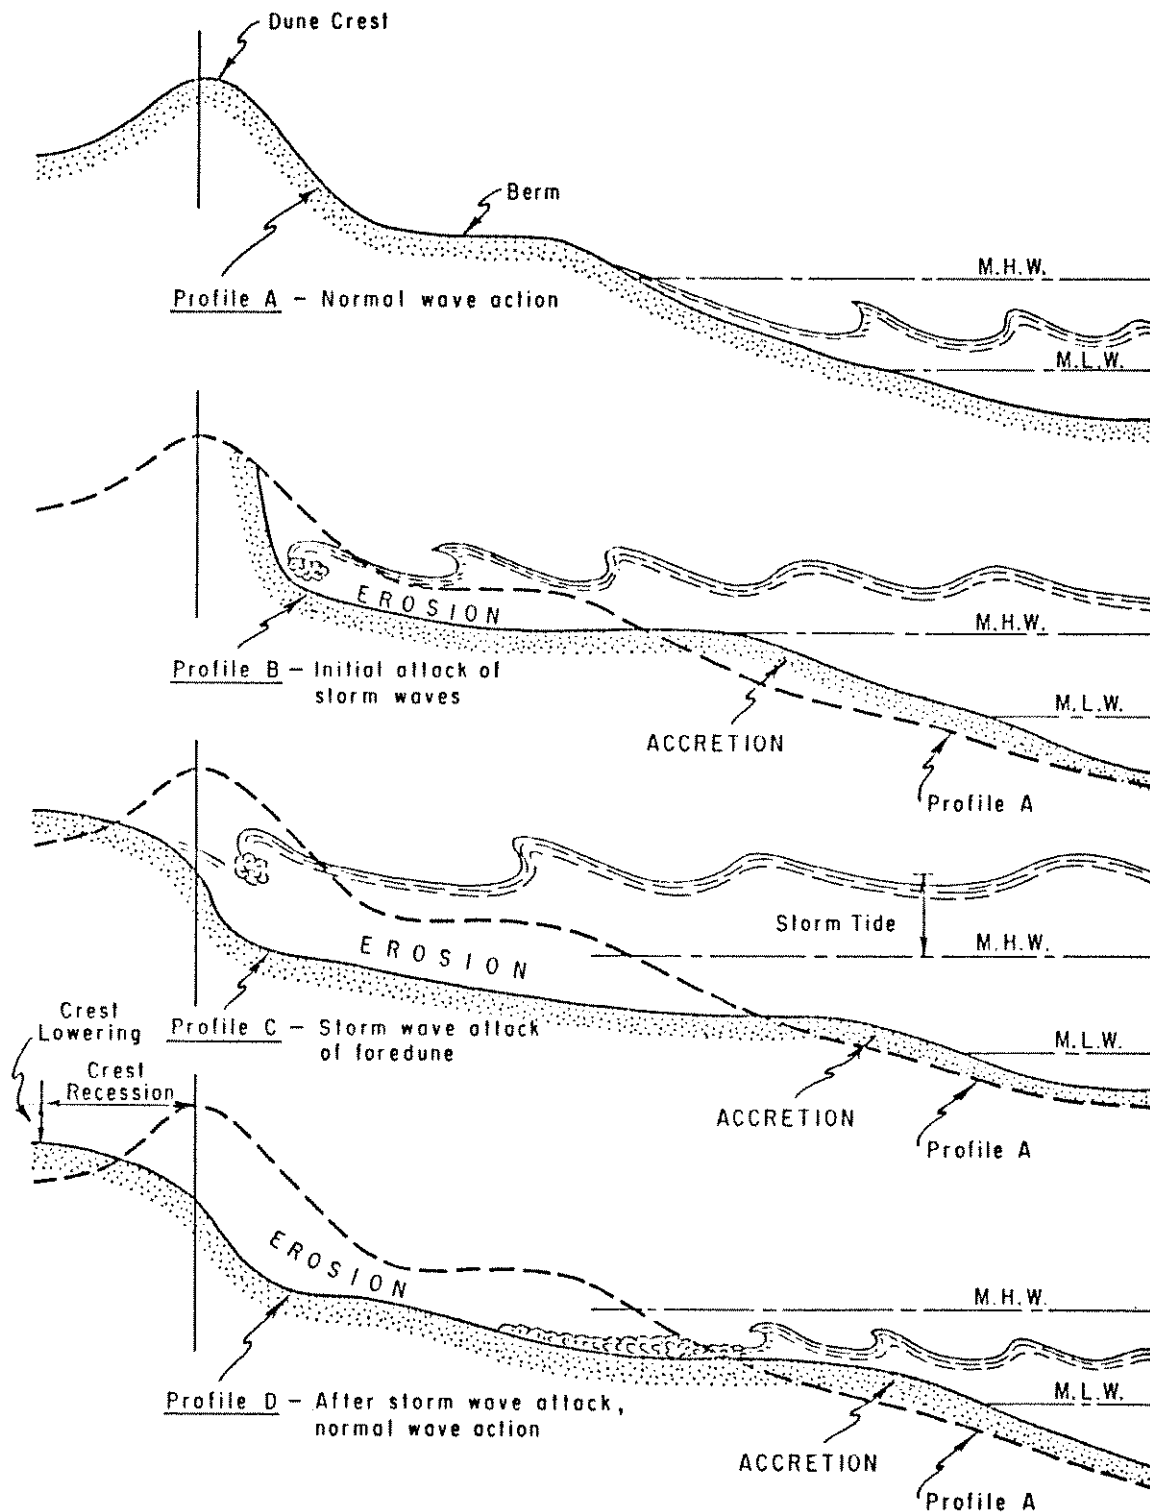 Dune Crest
Berm
M.H.W.
Profile A – Normal wave action
M.L.W.
EROSION
M.H.W.
Profile B – Initial attack of
storm waves
M.L.W.
ACCRETION
Profile A
Storm Tide
M.H.W.
EROSION
Crest
Lowering
Profile C – Storm wave attack
of foredune
M.L.W.
Crest
Recession
ACCRETION
Profile A
EROSION
M.H.W.
Profile D – After storm wave attack,
normal wave action
M.L.W.
ACCRETION
Profile A